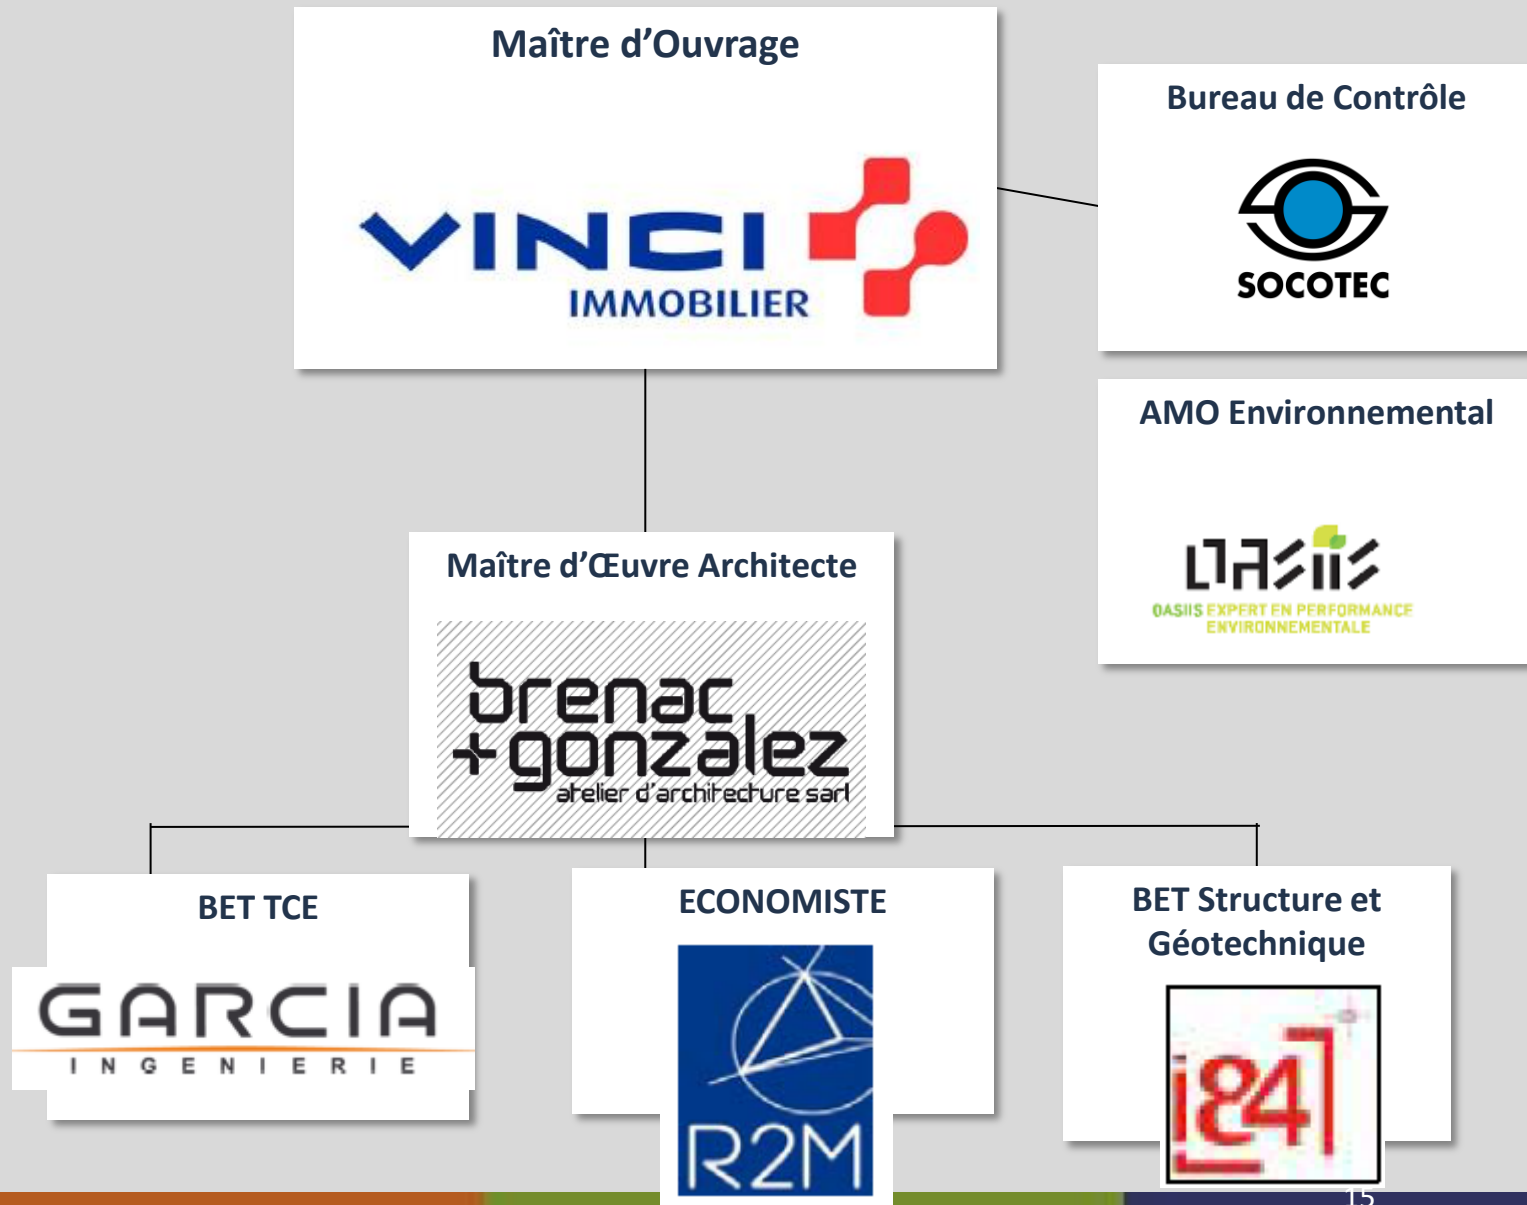 Maître d'Ouvrage
VINCI
IMMOBILIER
Bureau de Contrôle
SOCOTEC
AMO Environnemental
OASIIS
OASIIS EXPERT EN PERFORMANCE
ENVIRONNEMENTALE
Maître d'Œuvre Architecte
brenac
+gonzalez
atelier d'architecture sarl
BET TCE
GARCIA
INGENIERIE
ECONOMISTE
R2M
BET Structure et
Géotechnique
i84
15